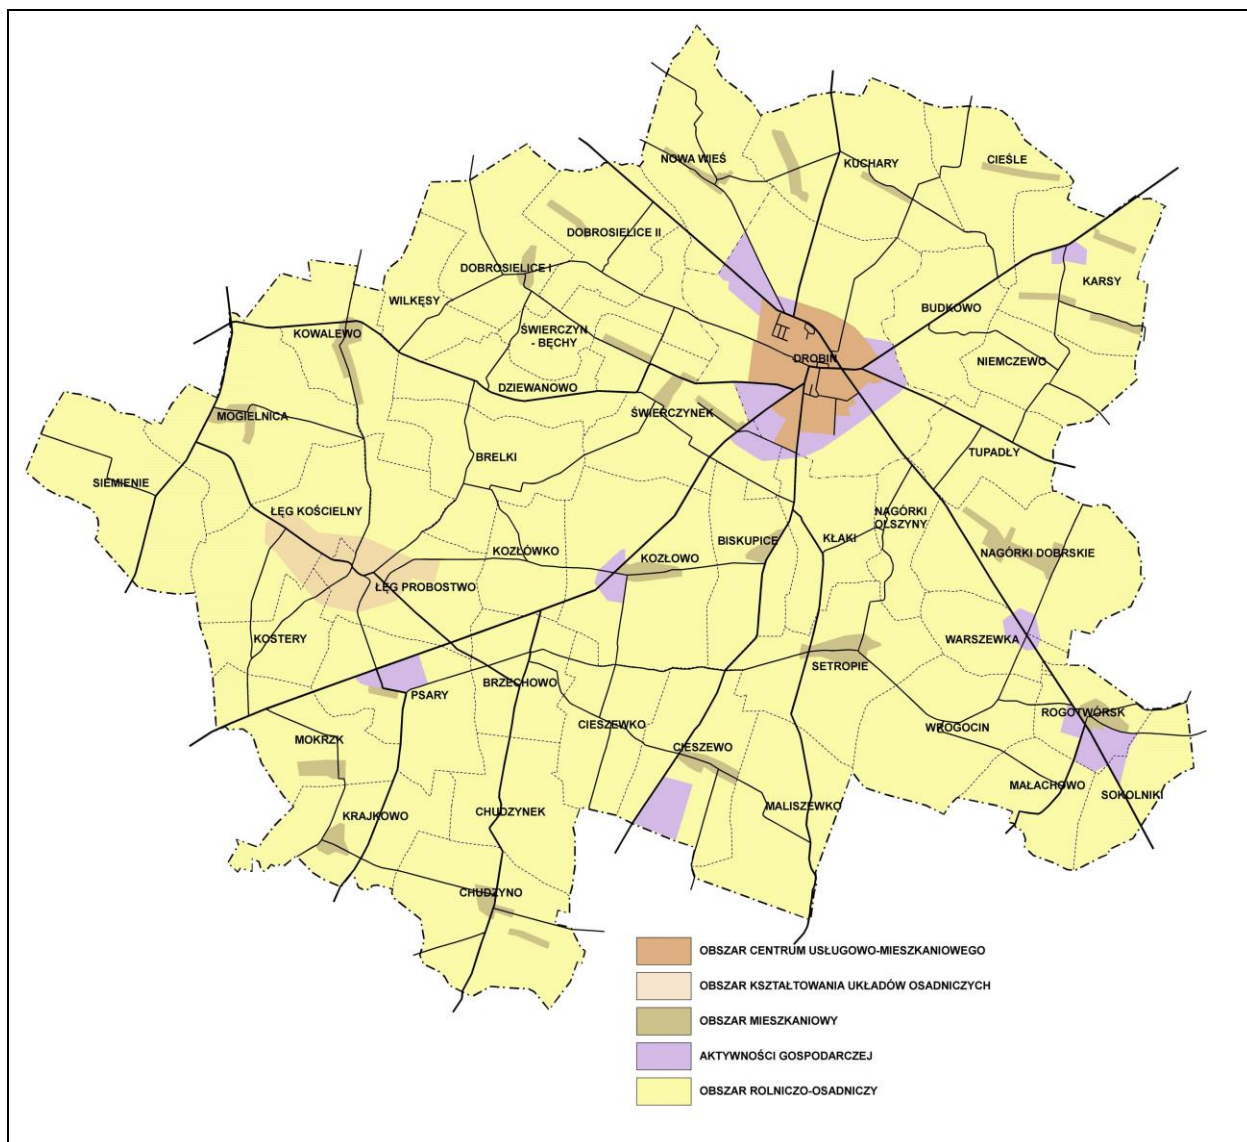 NOWA WIEŚ
KUCHARY
CIEŚLE
DOBROSIELICE II
DOBROSIELICE I
KARSY
WILKĘSY
BUDKOWO
KOWALEWO
ŚWIERCZYN
- BĘCHY
DROBIN
NIEMCZEWO
DZIEWANOWO
MOGIELNICA
ŚWIERCZYNEK
BRELKI
TUPADŁY
SIEMIENIE
ŁĘG KOŚCIELNY
NAGÓRKI
OLSZYNY
KOZŁÓWKO
KOZŁOWO
BISKUPICE
KŁAKI
NAGÓRKI DOBRSKIE
ŁĘG PROBOSTWO
KOSTERY
WARSZEWKA
SETROPIE
PSARY
BRZECHOWO
ROGOTWÓRSK
CIESZEWKO
WROGOCIN
MOKRZK
CIESZEWO
MAŁACHOWO
SOKOLNIKI
MALISZEWKO
KRAJKOWO
CHUDZYNEK
CHUDZYNO
OBSZAR CENTRUM USŁUGOWO-MIESZKANIOWEGO
OBSZAR KSZTAŁTOWANIA UKŁADÓW OSADNICZYCH
OBSZAR MIESZKANIOWY
AKTYWNOŚCI GOSPODARCZEJ
OBSZAR ROLNICZO-OSADNICZY